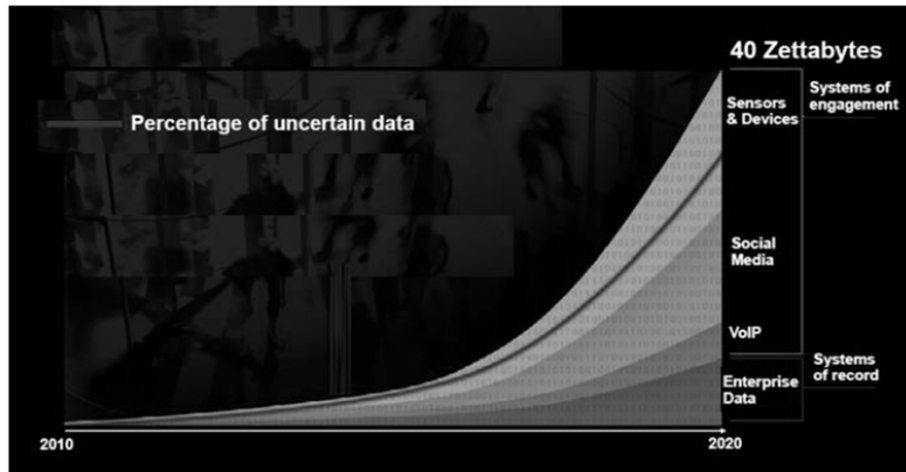 40 Zettabytes
Percentage of uncertain data
Sensors
& Devices
Systems of
engagement
Social
Media
VoIP
Enterprise
Data
Systems
of record
2010
2020